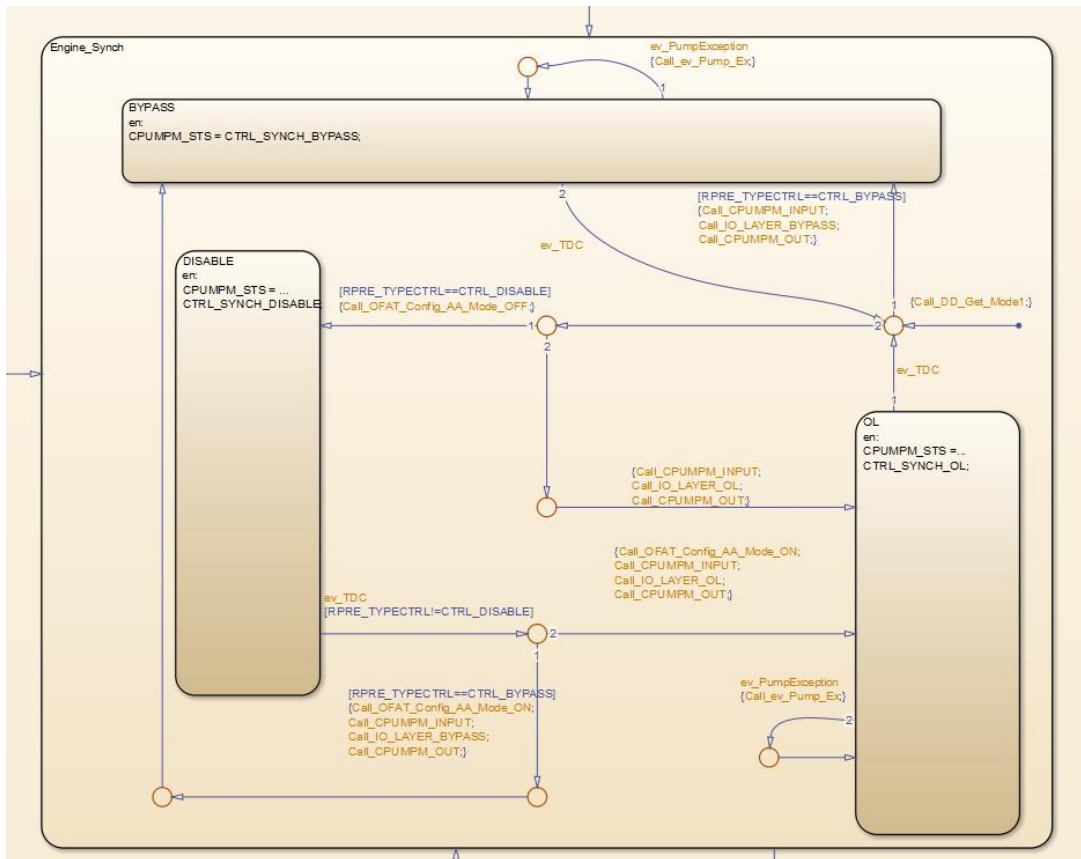 Engine_Synch
ev_PumpException
{Call_ev_Pump_Ex;}
1
BYPASS
en:
CPUMPM_STS = CTRL_SYNCH_BYPASS;
2
[RPRE_TYPECTRL==CTRL_BYPASS]
{Call_CPUMPM_INPUT;
Call_IO_LAYER_BYPASS;
Call_CPUMPM_OUT;}
ev_TDC
DISABLE
en:
CPUMPM_STS = ...
CTRL_SYNCH_DISABLE;
[RPRE_TYPECTRL==CTRL_DISABLE]
{Call_OFAT_Config_AA_Mode_OFF;}
1
2
1
2
{Call_DD_Get_Mode1;}
ev_TDC
1
OL
en:
CPUMPM_STS =...
CTRL_SYNCH_OL;
{Call_CPUMPM_INPUT;
Call_IO_LAYER_OL;
Call_CPUMPM_OUT;}
{Call_OFAT_Config_AA_Mode_ON;
Call_CPUMPM_INPUT;
Call_IO_LAYER_OL;
Call_CPUMPM_OUT;}
ev_TDC
[RPRE_TYPECTRL!=CTRL_DISABLE]
2
1
[RPRE_TYPECTRL==CTRL_BYPASS]
{Call_OFAT_Config_AA_Mode_ON;
Call_CPUMPM_INPUT;
Call_IO_LAYER_BYPASS;
Call_CPUMPM_OUT;}
ev_PumpException
{Call_ev_Pump_Ex;}
2